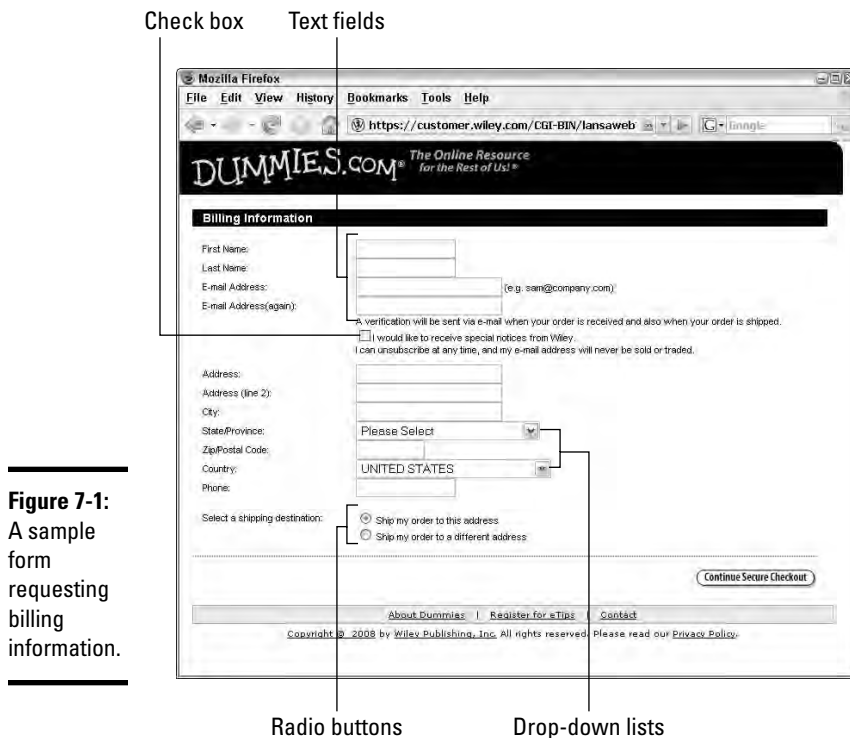 Check box Text fields
Mozilla Firefox
File Edit View History Bookmarks Tools Help
https://customer.wiley.com/CGI-BIN/lansaweb
Google
DUMMIES.COM® The Online Resource
for the Rest of Us!®
Billing Information
First Name:
Last Name:
E-mail Address: (e.g. sam@company.com)
E-mail Address(again):
A verification will be sent via e-mail when your order is received and also when your order is shipped.
I would like to receive special notices from Wiley.
I can unsubscribe at any time, and my e-mail address will never be sold or traded.
Address:
Address (line 2):
City:
State/Province: Please Select
Zip/Postal Code:
Country: UNITED STATES
Phone:
Select a shipping destination: Ship my order to this address
Ship my order to a different address
Continue Secure Checkout
About Dummies | Register for eTips | Contact
Copyright © 2008 by Wiley Publishing, Inc. All rights reserved. Please read our Privacy Policy.
Radio buttons Drop-down lists
Figure 7-1:
A sample
form
requesting
billing
information.